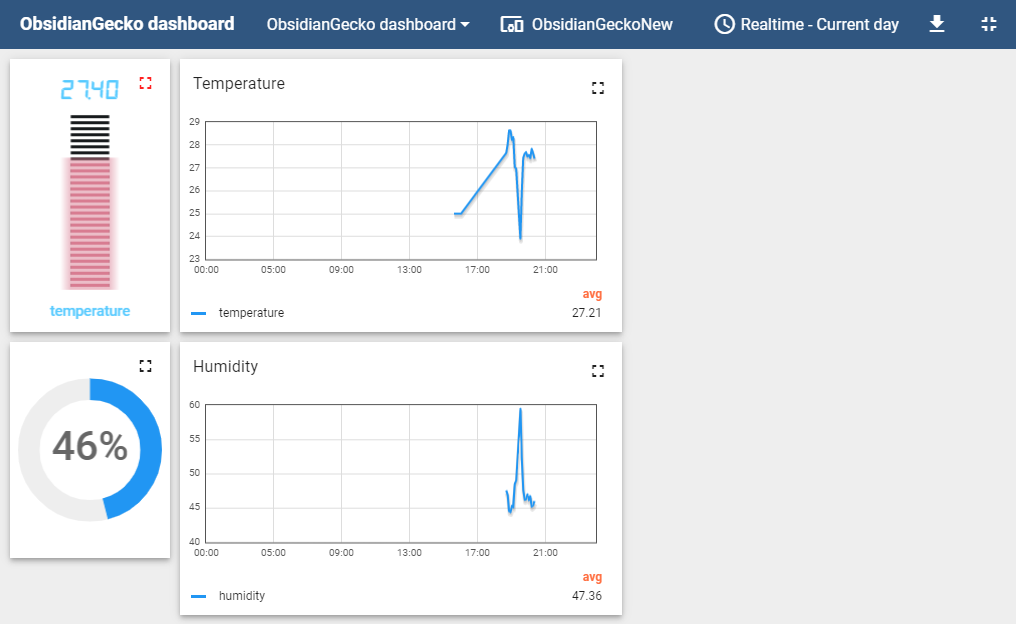 ObsidianGecko dashboard ObsidianGecko dashboard ObsidianGeckoNew Realtime - Current day
27.40
temperature
Temperature
29
28
27
26
25
24
23
00:00 05:00 09:00 13:00 17:00 21:00
avg
temperature 27.21
46%
Humidity
60
55
50
45
40
00:00 05:00 09:00 13:00 17:00 21:00
avg
humidity 47.36